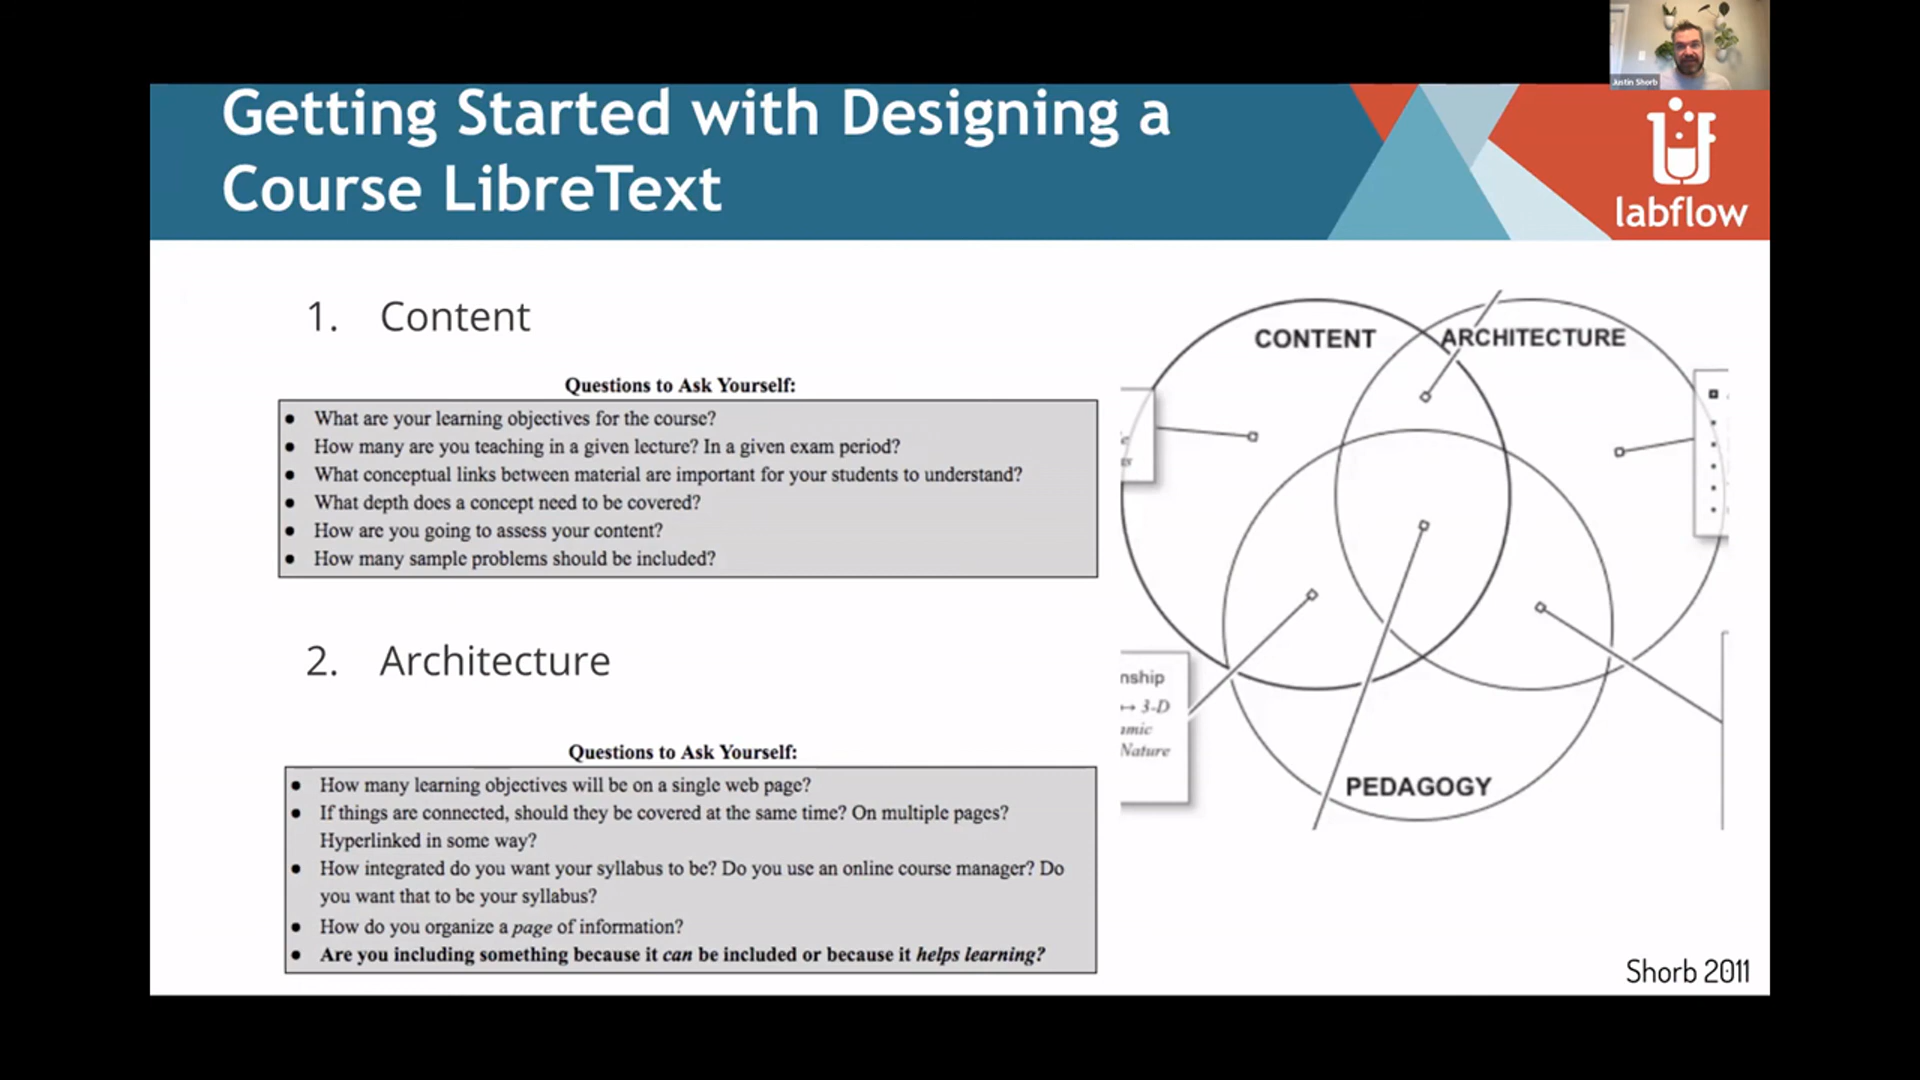 Justin Shorb
Getting Started with Designing a
Course LibreText
labflow
1. Content
Questions to Ask Yourself:
● What are your learning objectives for the course?
● How many are you teaching in a given lecture? In a given exam period?
● What conceptual links between material are important for your students to understand?
● What depth does a concept need to be covered?
● How are you going to assess your content?
● How many sample problems should be included?
2. Architecture
Questions to Ask Yourself:
● How many learning objectives will be on a single web page?
● If things are connected, should they be covered at the same time? On multiple pages?
Hyperlinked in some way?
● How integrated do you want your syllabus to be? Do you use an online course manager? Do
you want that to be your syllabus?
● How do you organize a page of information?
● Are you including something because it can be included or because it helps learning?
CONTENT
ARCHITECTURE
nship
↔ 3-D
amic
Nature
PEDAGOGY
Shorb 2011